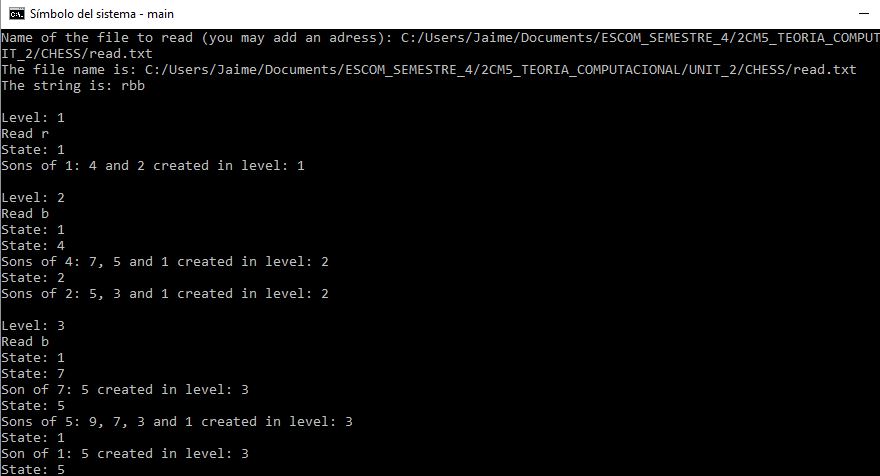 Símbolo del sistema - main
Name of the file to read (you may add an adress): C:/Users/Jaime/Documents/ESCOM_SEMESTRE_4/2CM5_TEORIA_COMPUT
IT_2/CHESS/read.txt
The file name is: C:/Users/Jaime/Documents/ESCOM_SEMESTRE_4/2CM5_TEORIA_COMPUTACIONAL/UNIT_2/CHESS/read.txt
The string is: rbb
Level: 1
Read r
State: 1
Sons of 1: 4 and 2 created in level: 1
Level: 2
Read b
State: 1
State: 4
Sons of 4: 7, 5 and 1 created in level: 2
State: 2
Sons of 2: 5, 3 and 1 created in level: 2
Level: 3
Read b
State: 1
State: 7
Son of 7: 5 created in level: 3
State: 5
Sons of 5: 9, 7, 3 and 1 created in level: 3
State: 1
Son of 1: 5 created in level: 3
State: 5